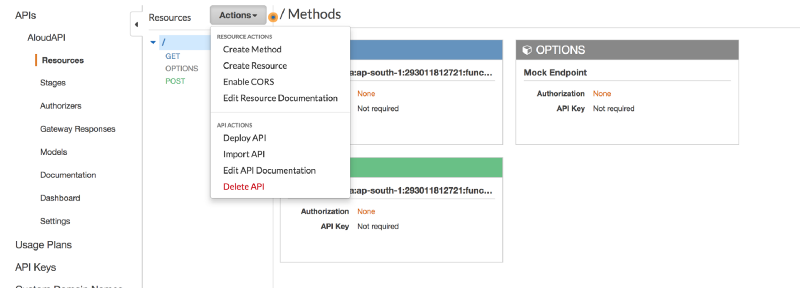 APIs
AloudAPI
Resources
Stages
Authorizers
Gateway Responses
Models
Documentation
Dashboard
Settings
Usage Plans
API Keys
Custom Domain Names
Resources
Actions
/
GET
OPTIONS
POST
RESOURCE ACTIONS
Create Method
Create Resource
Enable CORS
Edit Resource Documentation
API ACTIONS
Deploy API
Import API
Edit API Documentation
Delete API
/ Methods
a:ap-south-1:293011812721:func...
None
Not required
OPTIONS
Mock Endpoint
Authorization None
API Key Not required
a:ap-south-1:293011812721:func...
Authorization None
API Key Not required